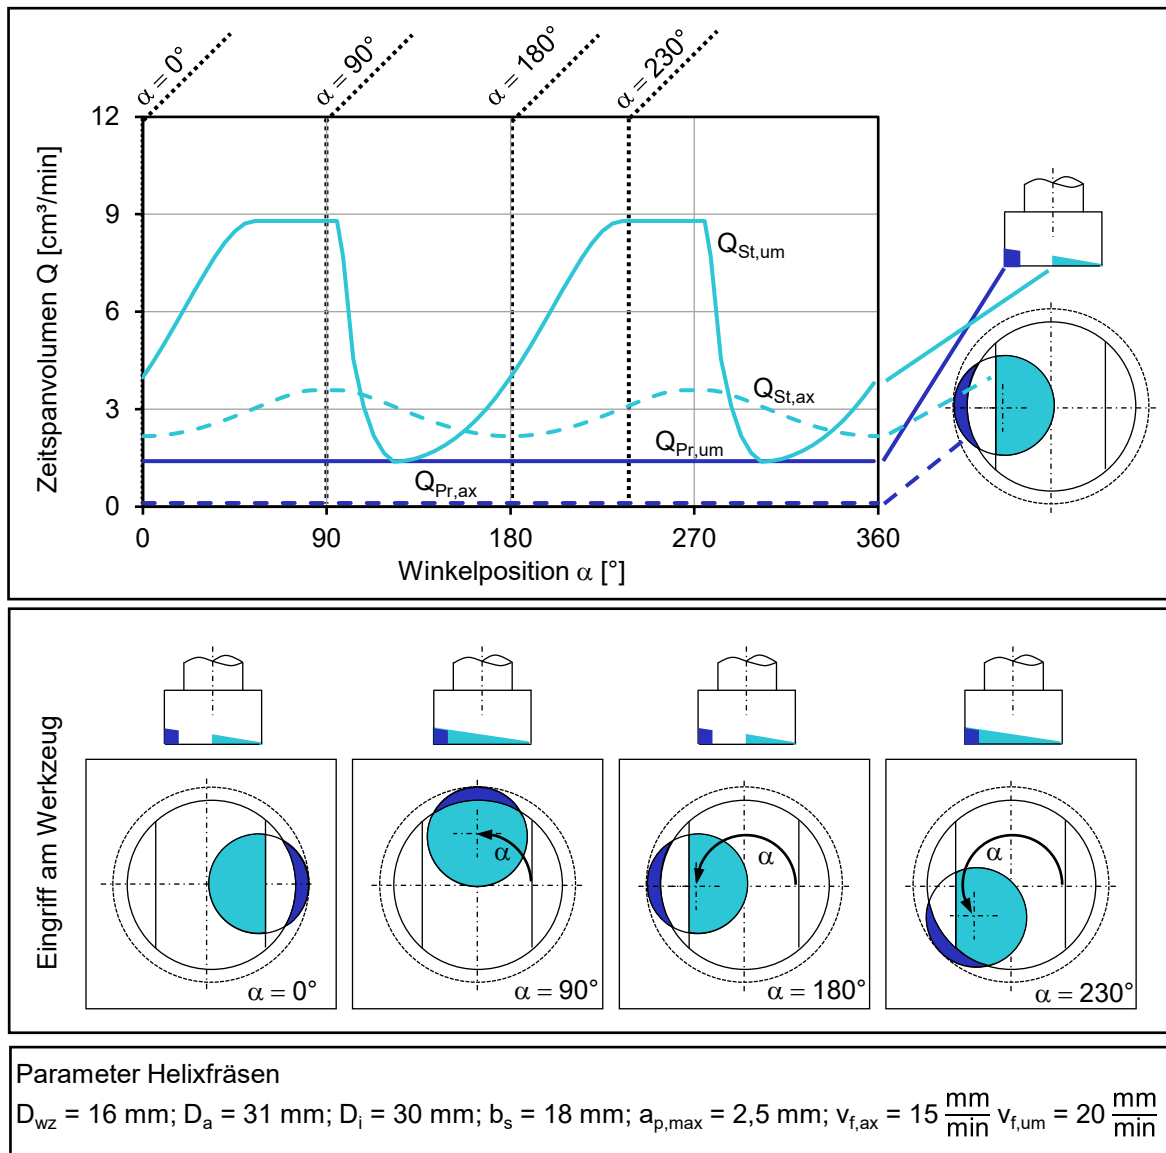 α = 0°
α = 90°
α = 180°
α = 230°
Zeitspanvolumen Q [cm³/min]
12
9
6
3
0
Q_St,um
Q_St,ax
Q_Pr,um
Q_Pr,ax
0 90 180 270 360
Winkelposition α [°]
Eingriff am Werkzeug
α
α
α
α = 0°
α = 90°
α = 180°
α = 230°
Parameter Helixfräsen
D_wz = 16 mm; D_a = 31 mm; D_i = 30 mm; b_s = 18 mm; a_p,max = 2,5 mm; v_f,ax = 15 mm/min v_f,um = 20 mm/min